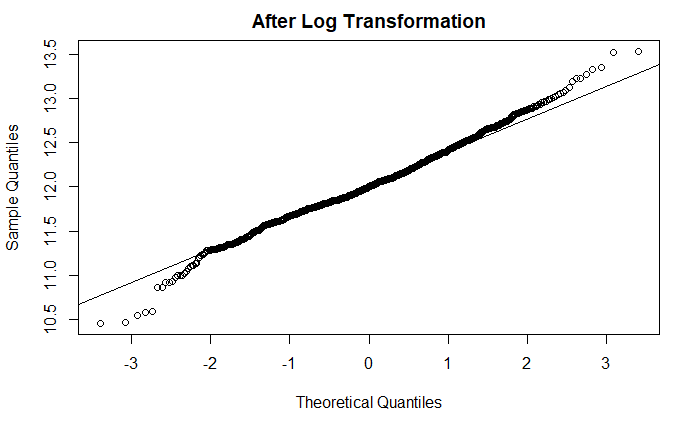 After Log Transformation
Sample Quantiles
13.5
13.0
12.5
12.0
11.5
11.0
10.5
-3 -2 -1 0 1 2 3
Theoretical Quantiles